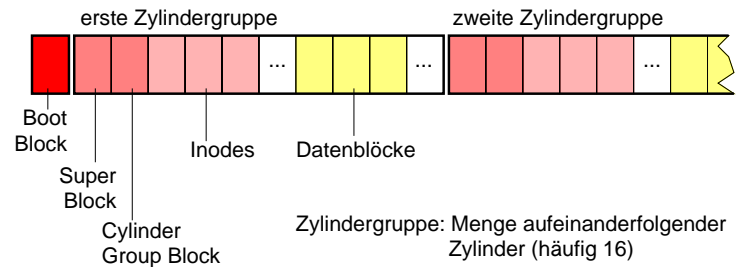 erste Zylindergruppe
zweite Zylindergruppe
...
...
...
Boot
Block
Inodes
Datenblöcke
Super
Block
Cylinder
Group Block
Zylindergruppe: Menge aufeinanderfolgender
Zylinder (häufig 16)